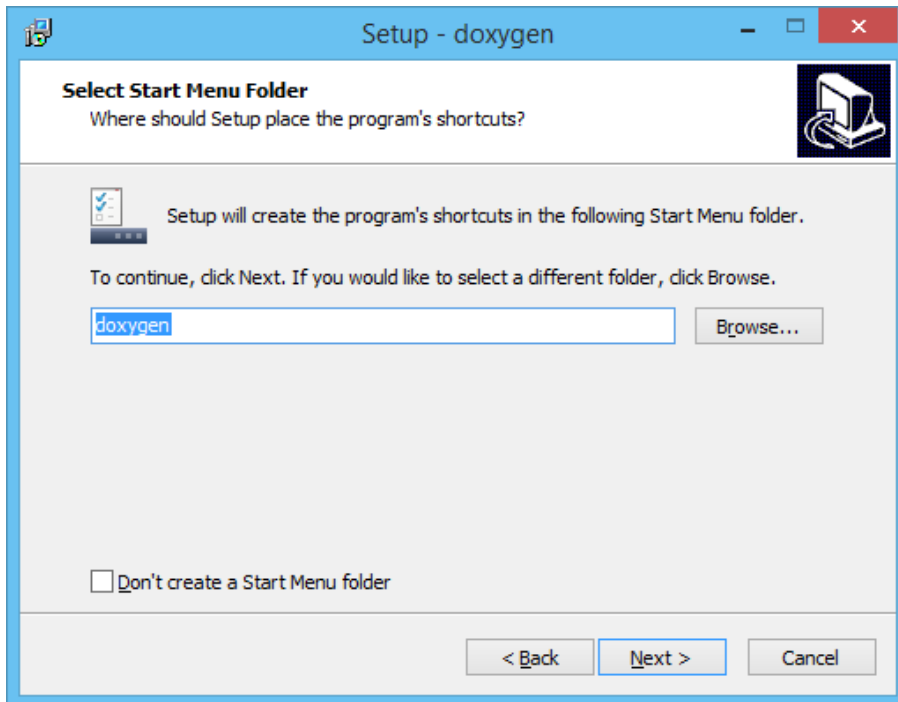 Setup - doxygen
Select Start Menu Folder
Where should Setup place the program's shortcuts?
Setup will create the program's shortcuts in the following Start Menu folder.
To continue, click Next. If you would like to select a different folder, click Browse.
doxygen
Browse...
Don't create a Start Menu folder
< Back
Next >
Cancel